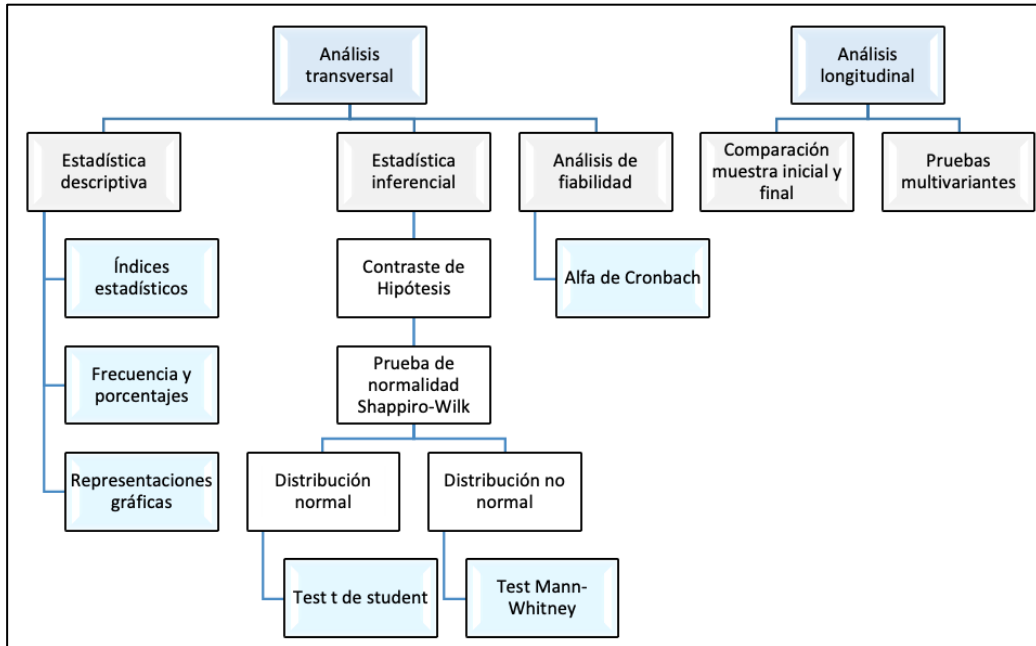 Análisis
transversal
Análisis
longitudinal
Estadística
descriptiva
Estadística
inferencial
Análisis de
fiabilidad
Comparación
muestra inicial y
final
Pruebas
multivariantes
Índices
estadísticos
Contraste de
Hipótesis
Alfa de Cronbach
Frecuencia y
porcentajes
Prueba de
normalidad
Shappiro-Wilk
Representaciones
gráficas
Distribución
normal
Distribución no
normal
Test t de student
Test Mann-
Whitney